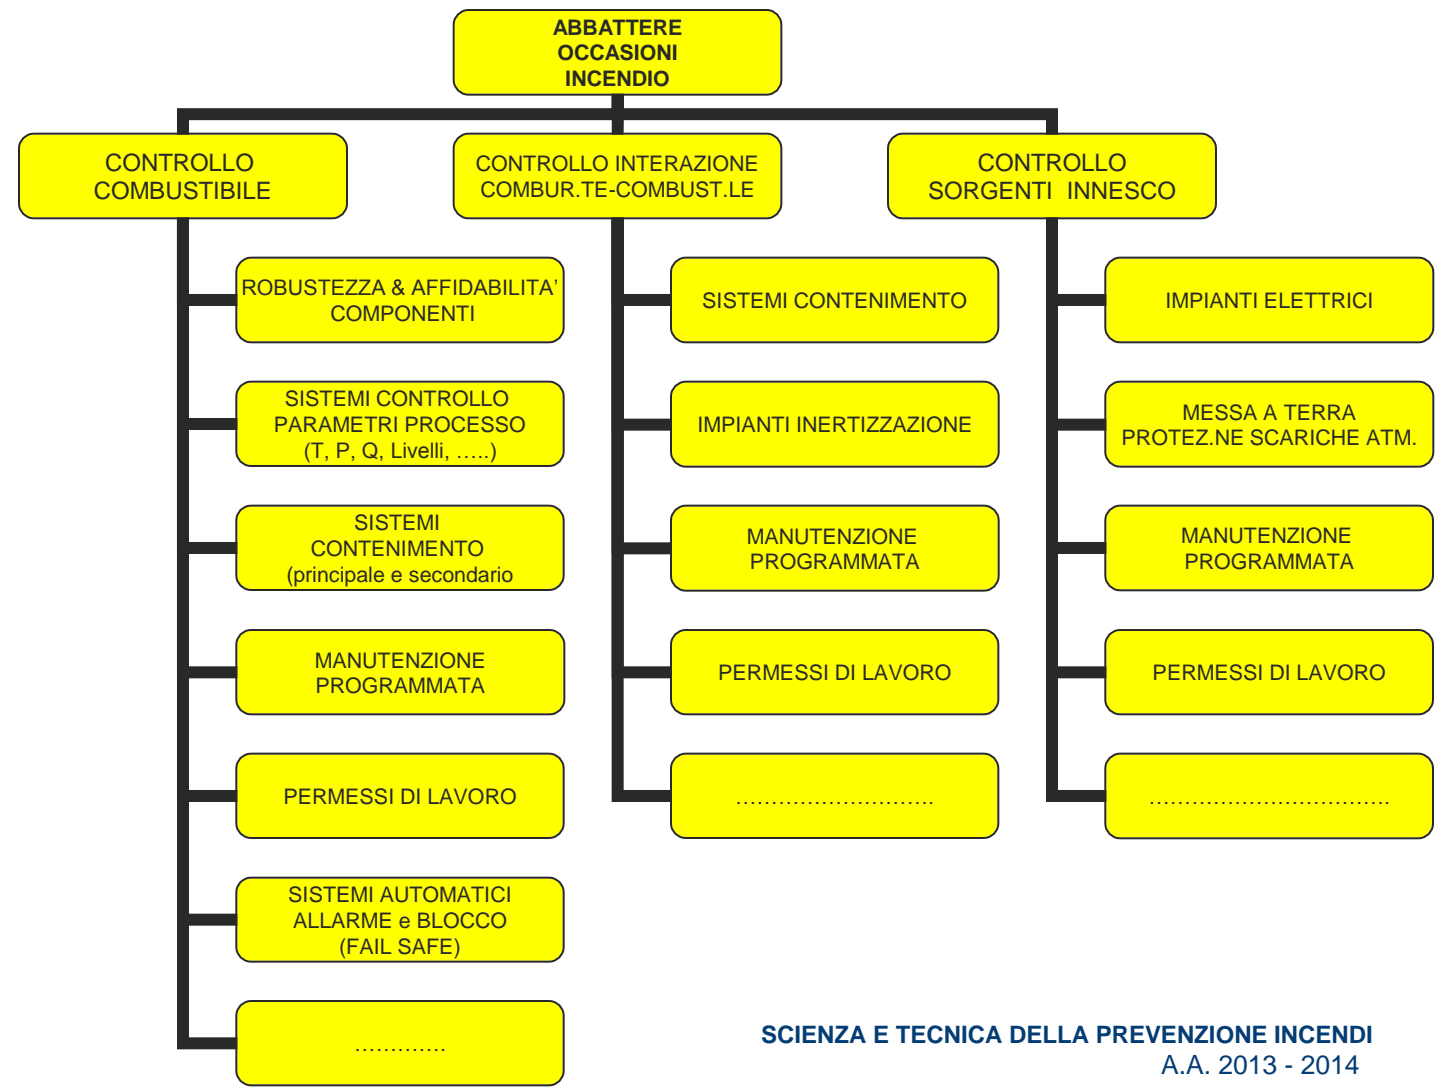 ABBATTERE
OCCASIONI
INCENDIO
CONTROLLO
COMBUSTIBILE
ROBUSTEZZA & AFFIDABILITA’
COMPONENTI
SISTEMI CONTROLLO
PARAMETRI PROCESSO
(T, P, Q, Livelli, …..)
SISTEMI
CONTENIMENTO
(principale e secondario
MANUTENZIONE
PROGRAMMATA
PERMESSI DI LAVORO
SISTEMI AUTOMATICI
ALLARME e BLOCCO
(FAIL SAFE)
………….
CONTROLLO INTERAZIONE
COMBUR.TE-COMBUST.LE
SISTEMI CONTENIMENTO
IMPIANTI INERTIZZAZIONE
MANUTENZIONE
PROGRAMMATA
PERMESSI DI LAVORO
……………………….
CONTROLLO
SORGENTI INNESCO
IMPIANTI ELETTRICI
MESSA A TERRA
PROTEZ.NE SCARICHE ATM.
MANUTENZIONE
PROGRAMMATA
PERMESSI DI LAVORO
…………………………….
SCIENZA E TECNICA DELLA PREVENZIONE INCENDI
A.A. 2013 - 2014